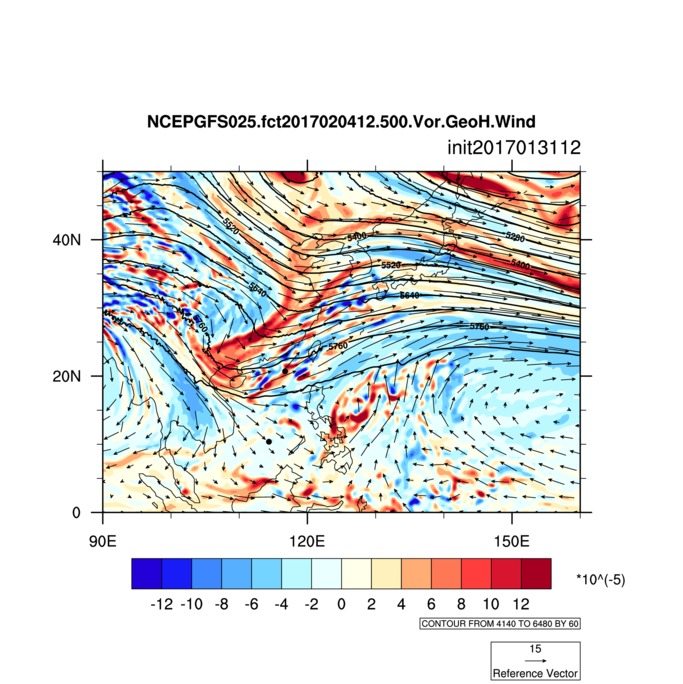 NCEPGFS025.fct2017020412.500.Vor.GeoH.Wind
init2017013112
40N
20N
0
90E 120E 150E
5520
5640
5760
5400
5520
5640
5760
5760
5280
5400
-12 -10 -8 -6 -4 -2 0 2 4 6 8 10 12
*10^(-5)
CONTOUR FROM 4140 TO 6480 BY 60
15
Reference Vector